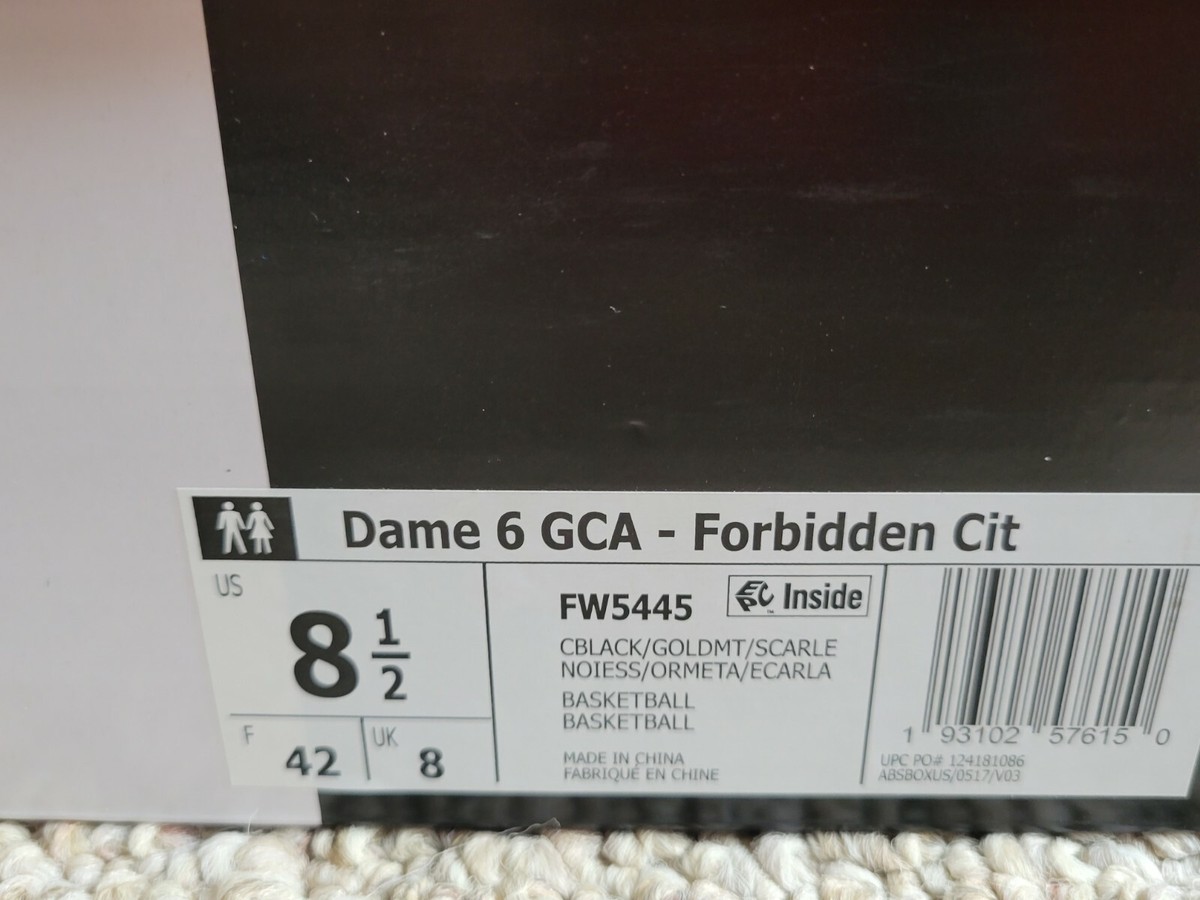 Dame 6 GCA - Forbidden Cit
US
8 1/2
F 42
UK 8
FW5445
EPC Inside
CBLACK/GOLDMT/SCARLE
NOIESS/ORMETA/ECARLA
BASKETBALL
BASKETBALL
MADE IN CHINA
FABRIQUÉ EN CHINE
1 93102 57615 0
UPC PO# 124181086
ABSBOXUS/0517/V03